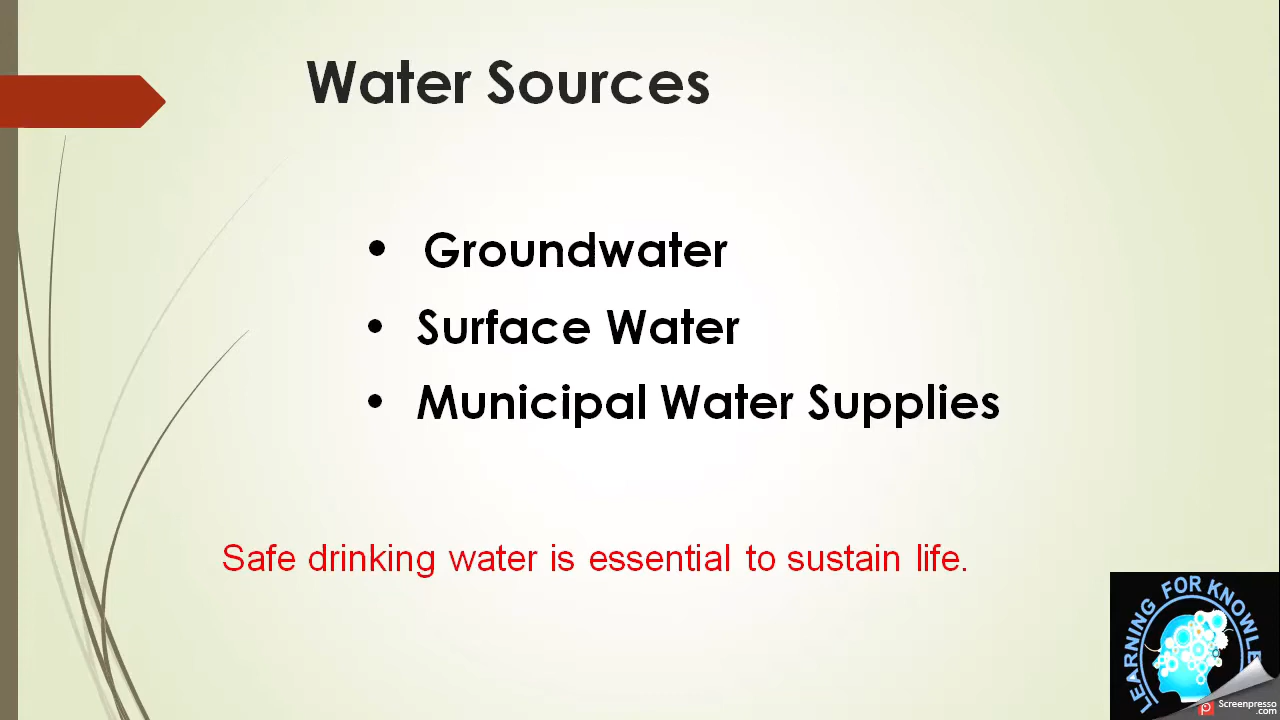 Water Sources
• Groundwater
• Surface Water
• Municipal Water Supplies
Safe drinking water is essential to sustain life.
LEARNING FOR KNOWLE
Screenpresso
.com